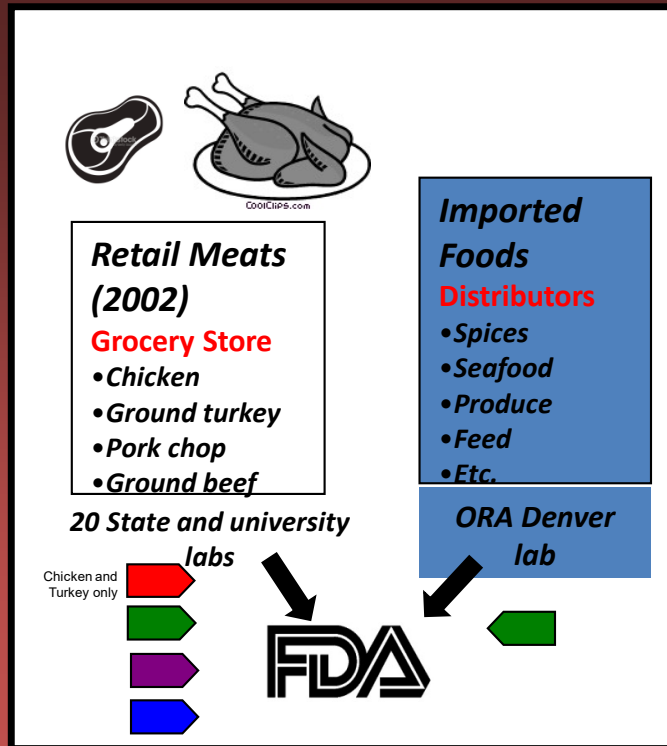 CoolClips.com
Retail Meats
(2002)
Grocery Store
•Chicken
•Ground turkey
•Pork chop
•Ground beef
20 State and university
labs
Imported
Foods
Distributors
•Spices
•Seafood
•Produce
•Feed
•Etc.
ORA Denver
lab
Chicken and
Turkey only
FDA